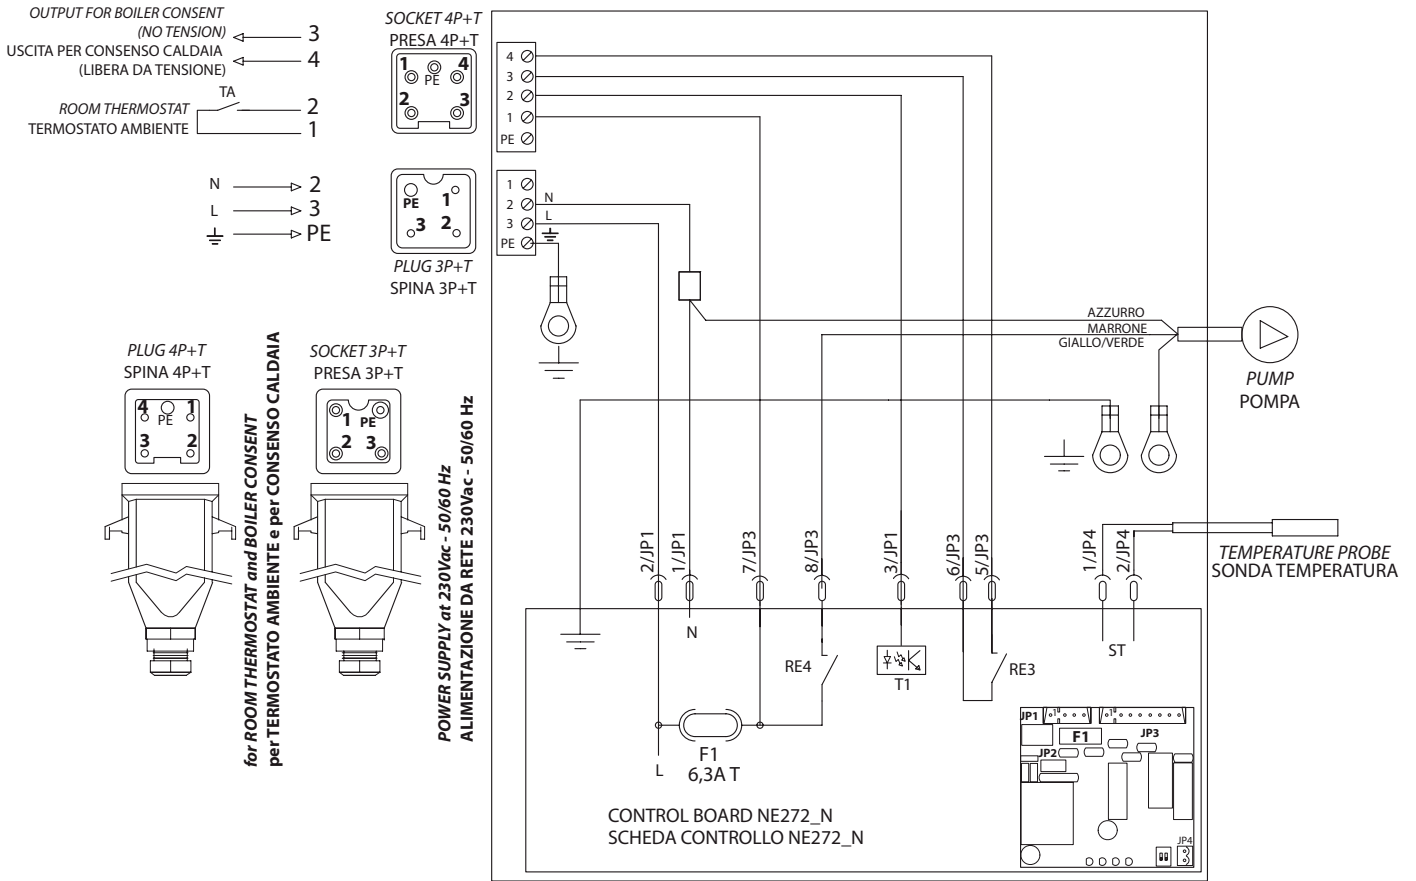 OUTPUT FOR BOILER CONSENT
(NO TENSION)
USCITA PER CONSENSO CALDAIA
(LIBERA DA TENSIONE)
3
4
TA
ROOM THERMOSTAT
TERMOSTATO AMBIENTE
2
1
N
2
L
3
PE
SOCKET 4P+T
PRESA 4P+T
1
4
PE
2
3
PE
1
3
2
PLUG 3P+T
SPINA 3P+T
4
3
2
1
PE
1
2
3
PE
N
L
AZZURRO
MARRONE
GIALLO/VERDE
PUMP
POMPA
PLUG 4P+T
SPINA 4P+T
4
1
PE
3
2
SOCKET 3P+T
PRESA 3P+T
1
PE
2
3
for ROOM THERMOSTAT and BOILER CONSENT
per TERMOSTATO AMBIENTE e per CONSENSO CALDAIA
POWER SUPPLY at 230Vac - 50/60 Hz
ALIMENTAZIONE DA RETE 230Vac - 50/60 Hz
2/JP1
1/JP1
7/JP3
8/JP3
3/JP1
6/JP3
5/JP3
1/JP4
2/JP4
TEMPERATURE PROBE
SONDA TEMPERATURA
N
RE4
T1
RE3
ST
L
F1
6,3A T
CONTROL BOARD NE272_N
SCHEDA CONTROLLO NE272_N
JP1
1
1
F1
JP3
JP2
JP4